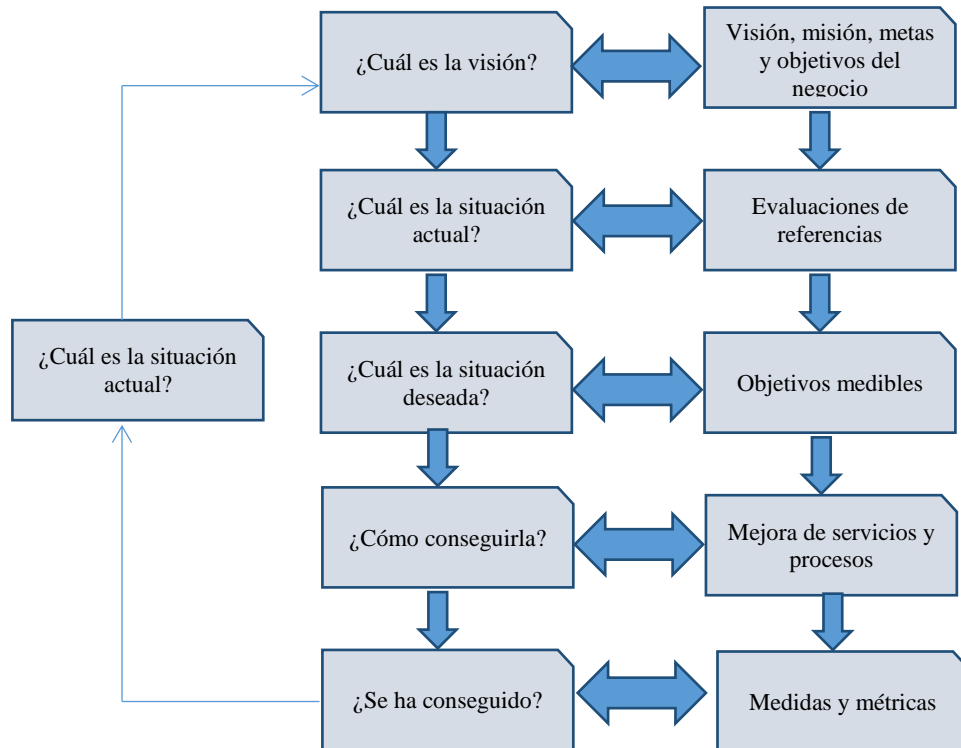 ¿Cuál es la visión?
Visión, misión, metas
y objetivos del
negocio
¿Cuál es la situación
actual?
Evaluaciones de
referencias
¿Cuál es la situación
actual?
¿Cuál es la situación
deseada?
Objetivos medibles
¿Cómo conseguirla?
Mejora de servicios y
procesos
¿Se ha conseguido?
Medidas y métricas